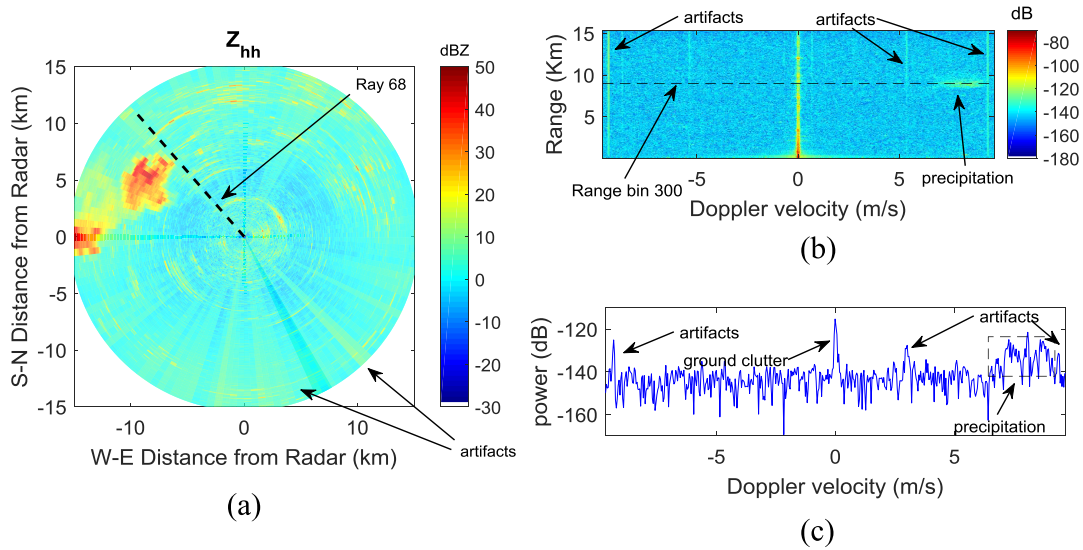 Z_hh
dBZ
Ray 68
S-N Distance from Radar (km)
15
10
5
0
-5
-10
-15
-10
0
10
W-E Distance from Radar (km)
50
40
30
20
10
0
-10
-20
-30
artifacts
(a)
artifacts
artifacts
dB
Range (Km)
15
10
5
-5
0
5
Doppler velocity (m/s)
Range bin 300
precipitation
-80
-100
-120
-140
-160
-180
(b)
power (dB)
-120
-140
-160
artifacts
artifacts
ground clutter
precipitation
-5
0
5
Doppler velocity (m/s)
(c)